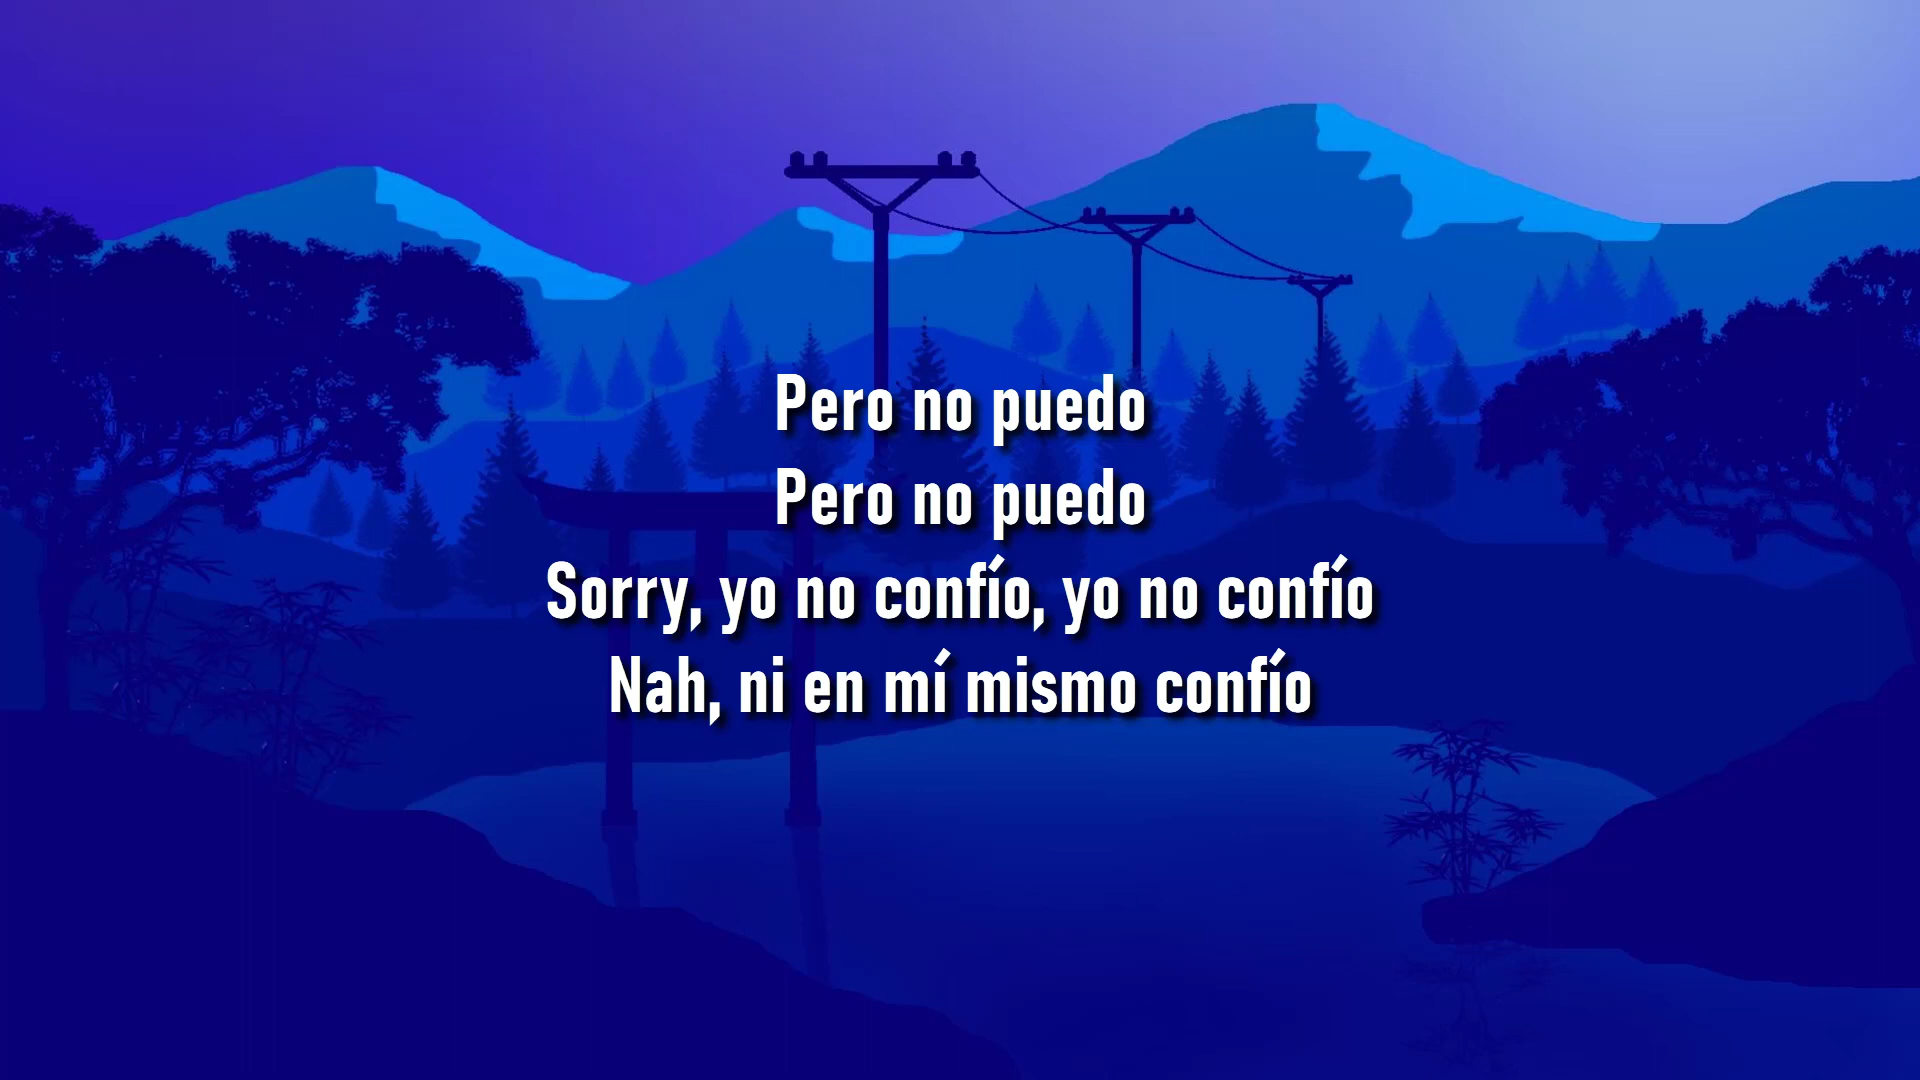 Pero no puedo
Pero no puedo
Sorry, yo no confío, yo no confío
Nah, ni en mí mismo confío